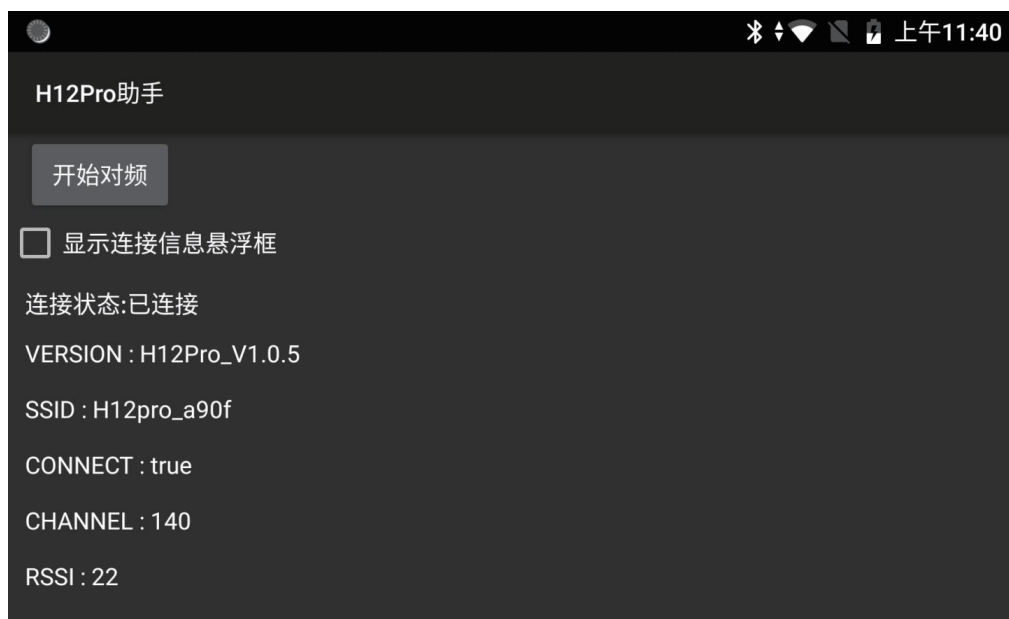 上午11:40
H12Pro助手
开始对频
显示连接信息悬浮框
连接状态:已连接
VERSION : H12Pro_V1.0.5
SSID : H12pro_a90f
CONNECT : true
CHANNEL : 140
RSSI : 22